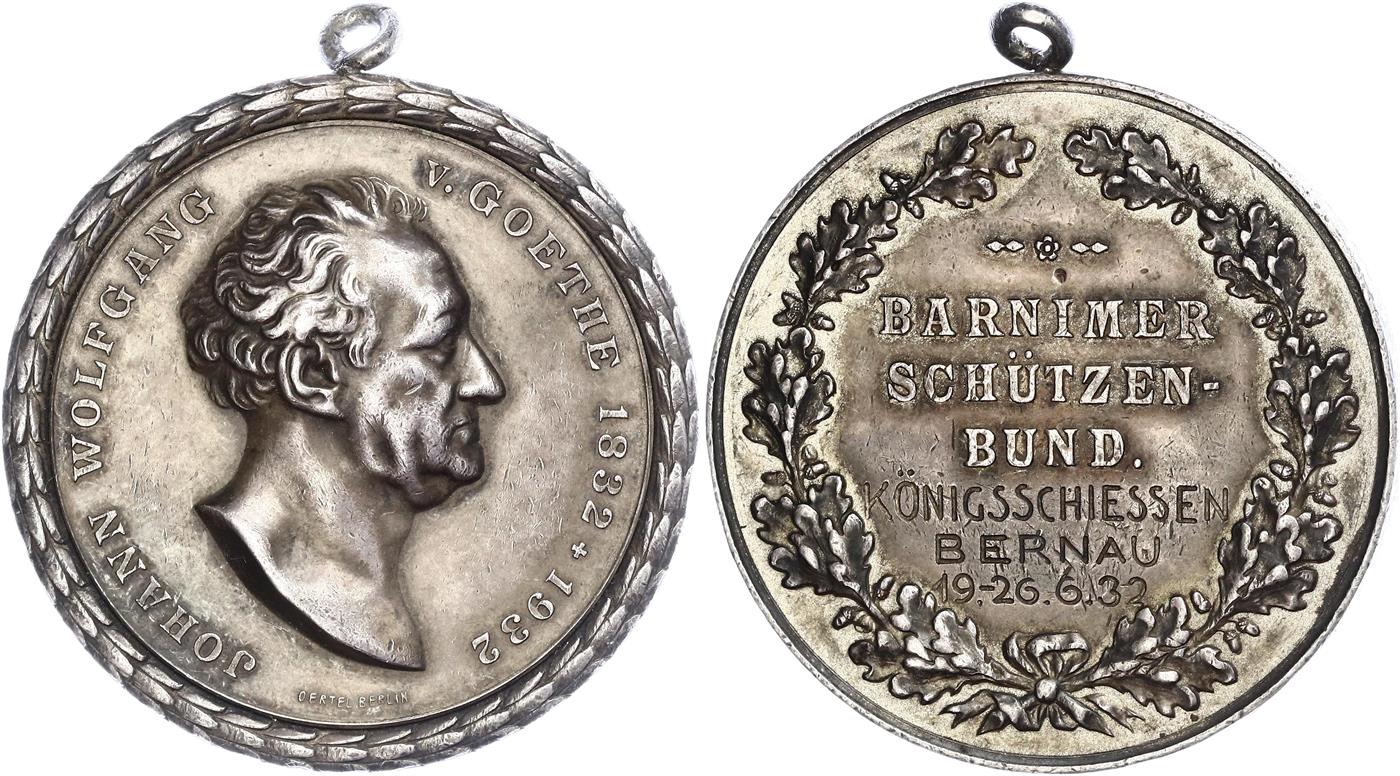 JOHANN WOLFGANG v. GOETHE 1832 + 1932
OERTEL BERLIN
BARNIMER
SCHÜTZEN-
BUND.
KÖNIGSSCHIESSEN
BERNAU
19.-26.6.32